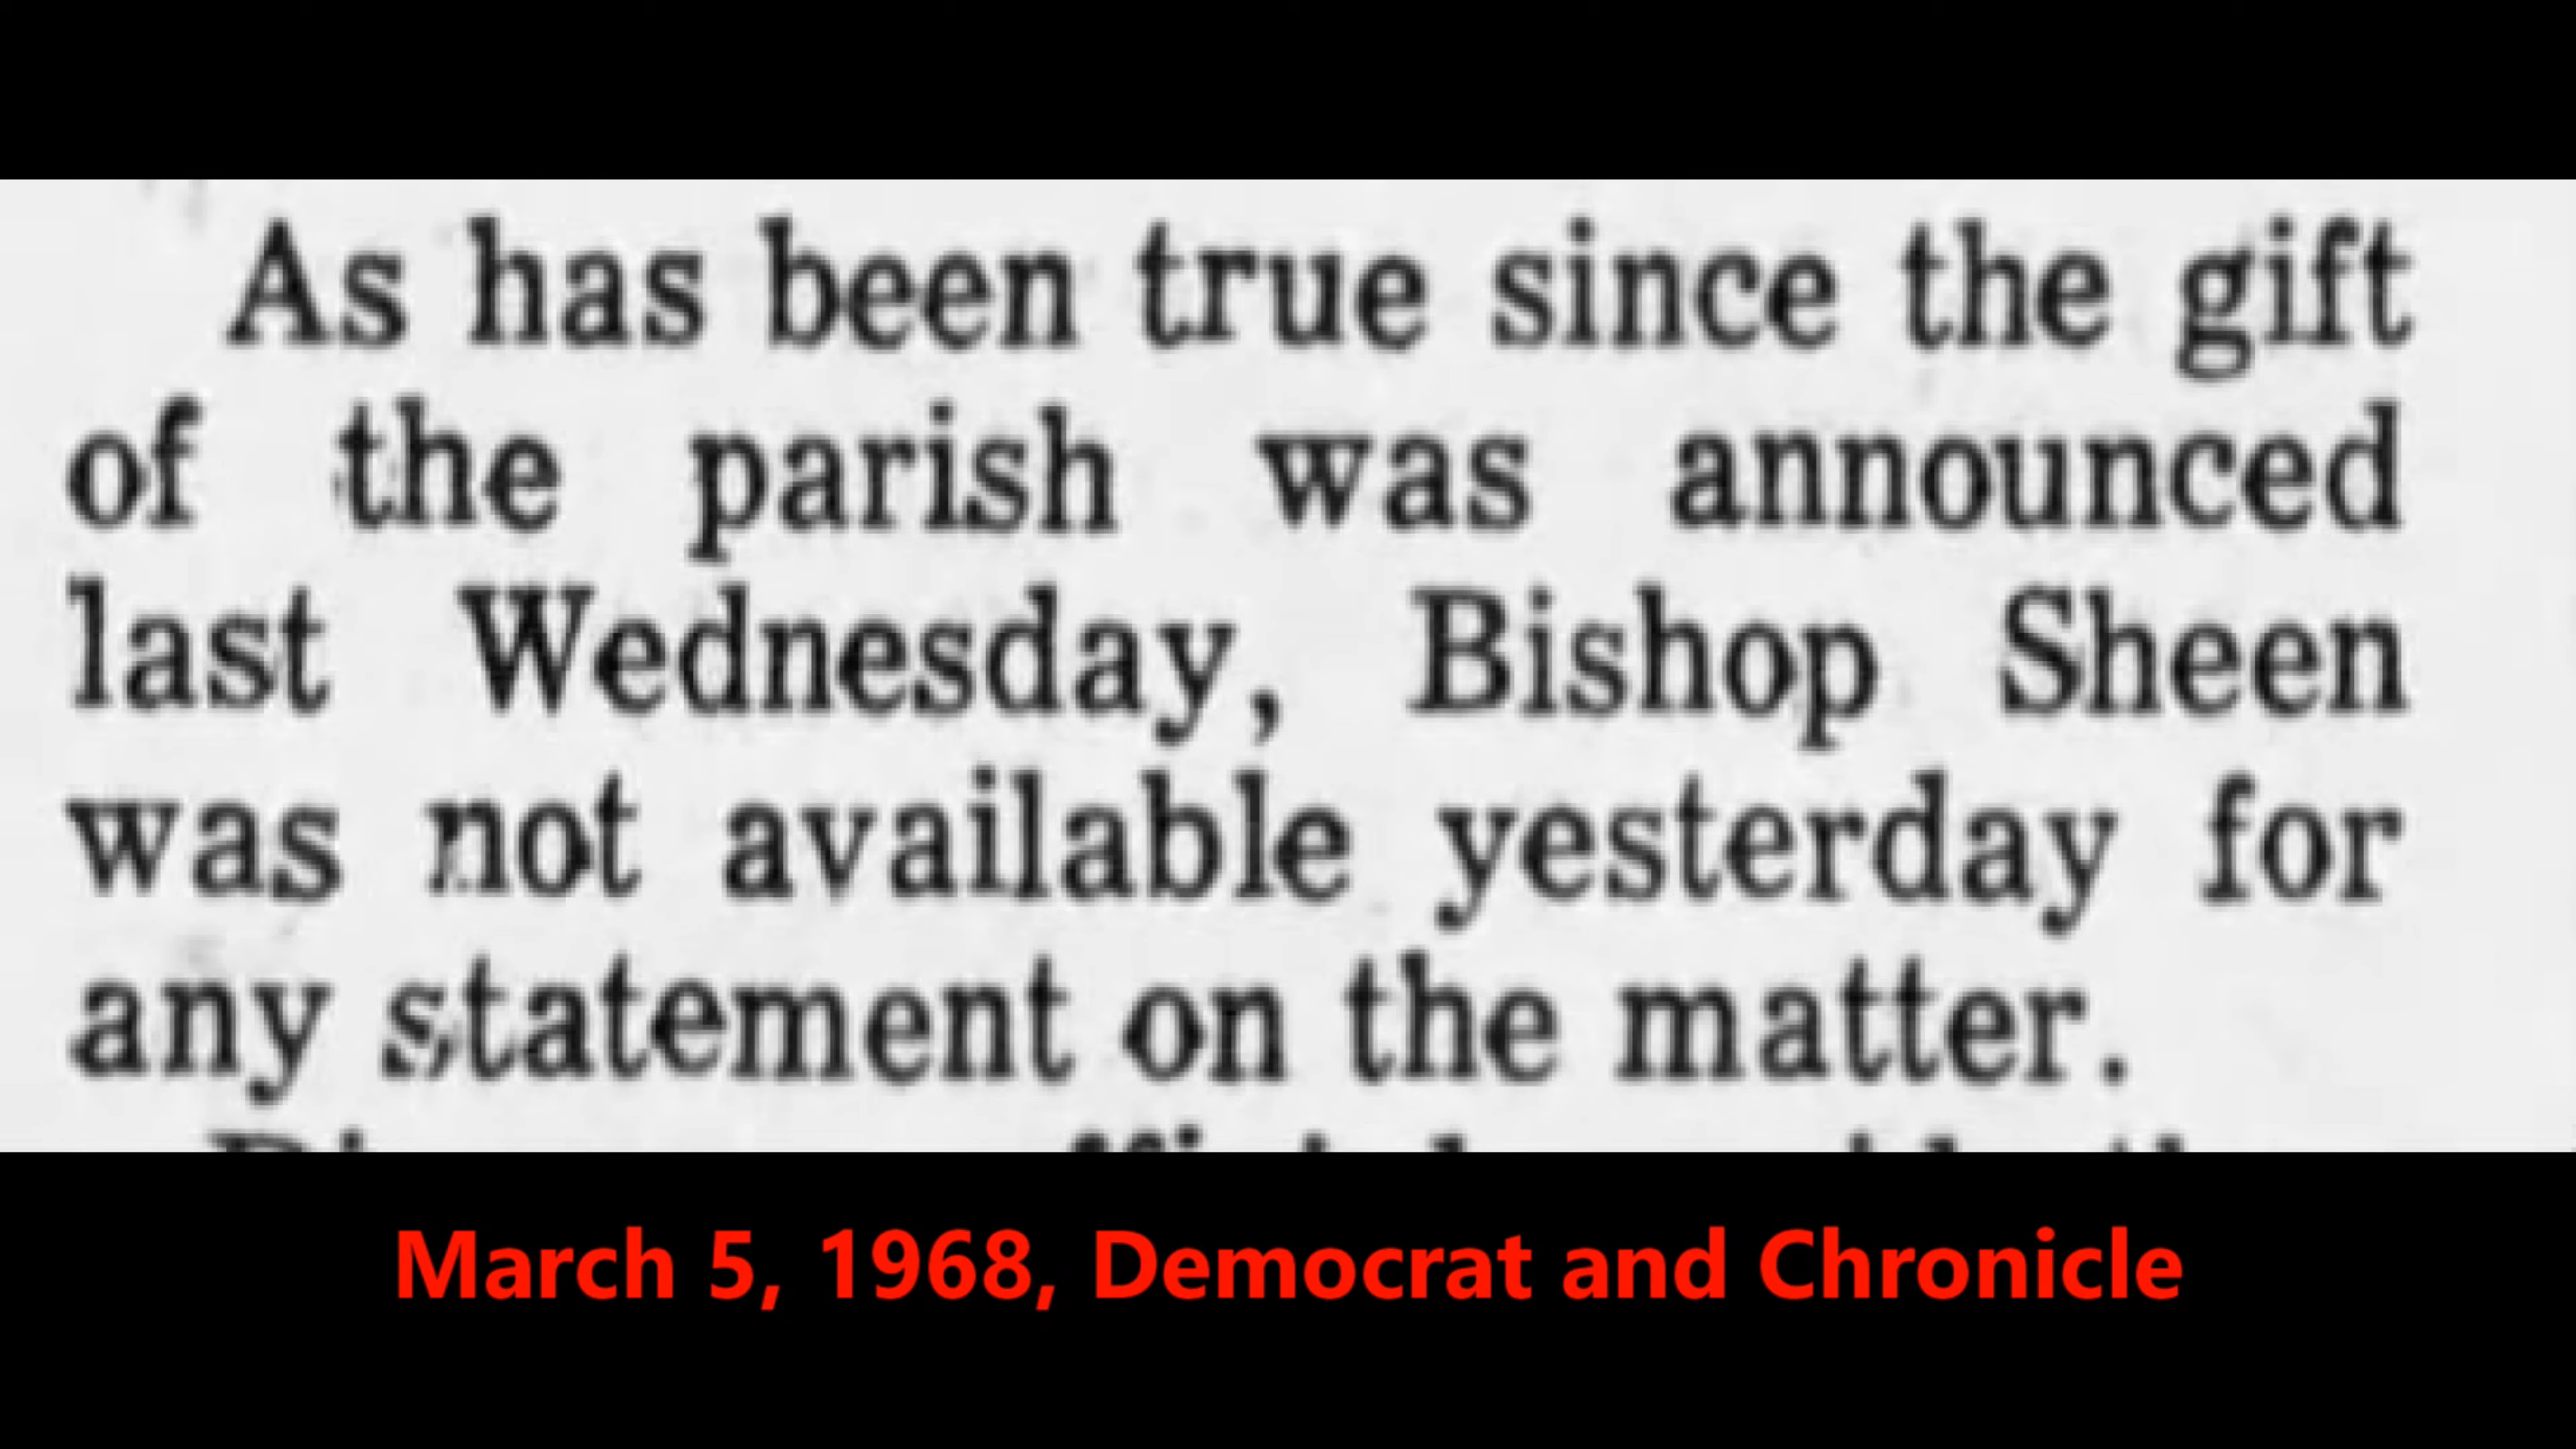 As has been true since the gift
of the parish was announced
last Wednesday, Bishop Sheen
was not available yesterday for
any statement on the matter.
March 5, 1968, Democrat and Chronicle